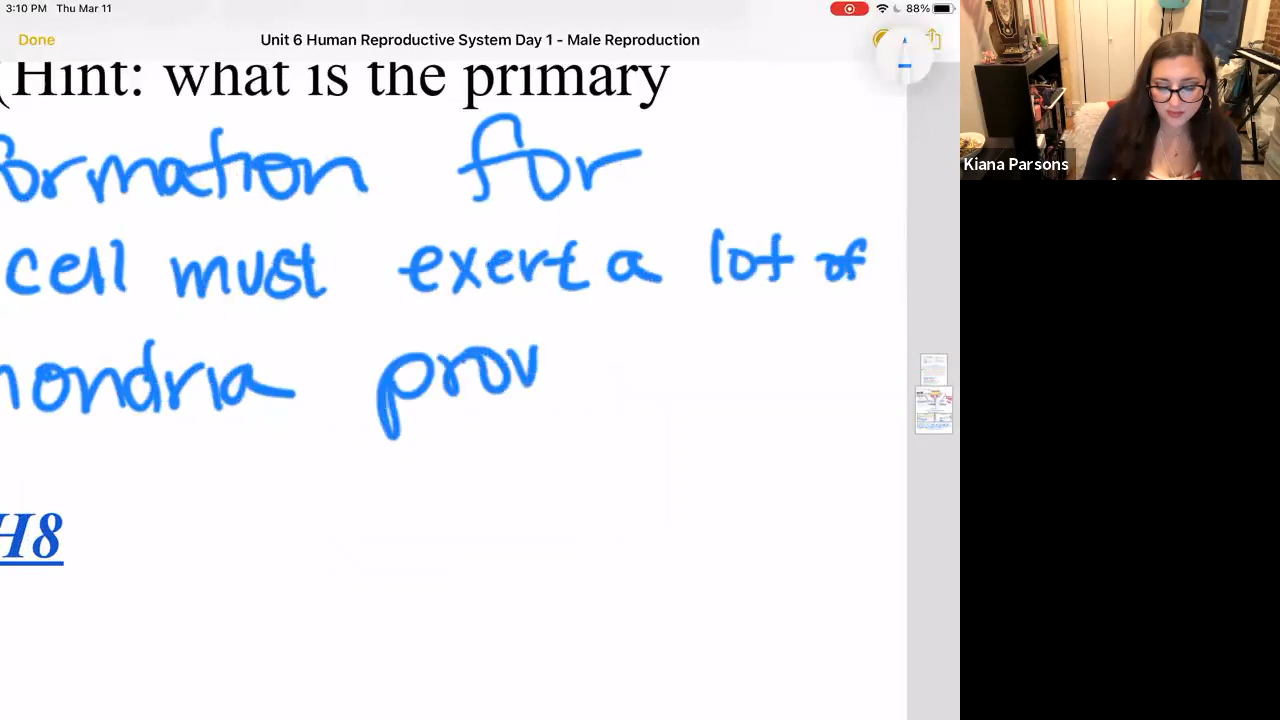 3:10 PM Thu Mar 11
88%
Done
Unit 6 Human Reproductive System Day 1 - Male Reproduction
(Hint: what is the primary
ormation for
cell must exert a lot of
hondria prov
H8
Kiana Parsons